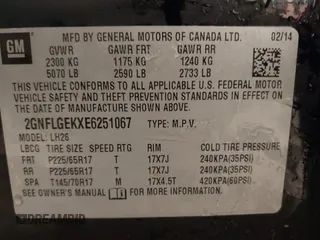 GM
MFD BY GENERAL MOTORS OF CANADA LTD. 02/14
GVWR GAWR FRT GAWR RR
2300 KG 1175 KG 1240 KG
5070 LB 2590 LB 2733 LB
THIS VEHICLE CONFORMS TO ALL APPLICABLE U.S. FEDERAL MOTOR
VEHICLE SAFETY, AND THEFT PREVENTION STANDARDS IN EFFECT
ON THE DATE OF MANUFACTURE SHOWN ABOVE.
2GNFLGEKXE6251067 TYPE: M.P.V.
MODEL: LH26
LBCG TIRE SIZE SPEED RIM COLD TIRE PRESSURE
FRT P225/65R17 T 17X7J 240KPA(35PSI)
RR P225/65R17 T 17X7J 240KPA(35PSI)
SPA T145/70R17 M 17X4.5T 420KPA(60PSI)
SEE OWNER'S MANUAL FOR ADDITIONAL INFORMATION.